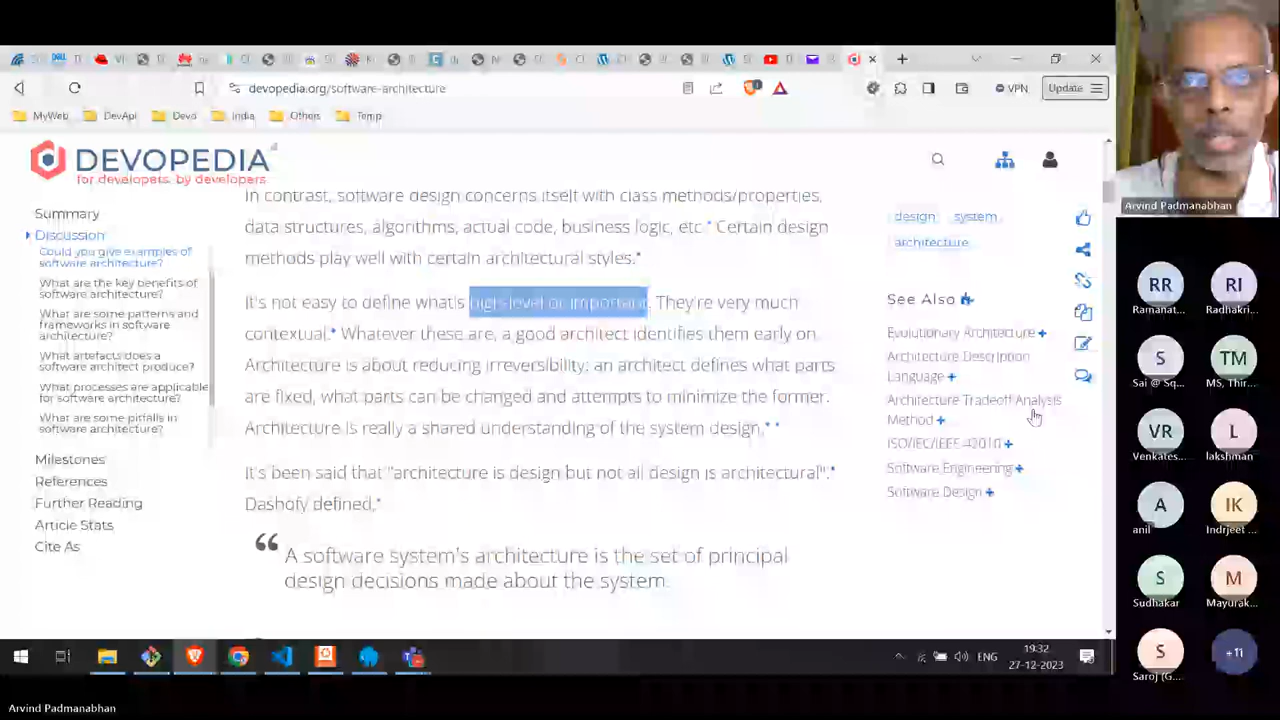 devopedia.org/software-architecture
VPN
Update
MyWeb
DevApi
Devo
India
Others
Temp
DEVOPEDIA
for developers. by developers.
Arvind Padmanabhan
Summary
Discussion
Could you give examples of
software architecture?
What are the key benefits of
software architecture?
What are some patterns and
frameworks in software
architecture?
What artefacts does a
software architect produce?
What processes are applicable
for software architecture?
What are some pitfalls in
software architecture?
Milestones
References
Further Reading
Article Stats
Cite As
In contrast, software design concerns itself with class methods/properties,
data structures, algorithms, actual code, business logic, etc. Certain design
methods play well with certain architectural styles.
It's not easy to define what's high-level or important. They're very much
contextual. Whatever these are, a good architect identifies them early on.
Architecture is about reducing irreversibility: an architect defines what parts
are fixed, what parts can be changed and attempts to minimize the former.
Architecture is really a shared understanding of the system design.
It's been said that "architecture is design but not all design is architectural".
Dashofy defined,
“ A software system's architecture is the set of principal
design decisions made about the system.
design system
architecture
See Also
Evolutionary Architecture +
Architecture Description
Language +
Architecture Tradeoff Analysis
Method +
ISO/IEC/IEEE 42010 +
Software Engineering +
Software Design +
RR
Ramanat...
RI
Radhakri...
S
Sai @ Sq...
TM
MS, Thir...
VR
Venkates...
L
lakshman
A
anil
IK
Indrjeet ...
S
Sudhakar
M
Mayurak...
S
Saroj (G...
+11
ENG
19:32
27-12-2023
Arvind Padmanabhan